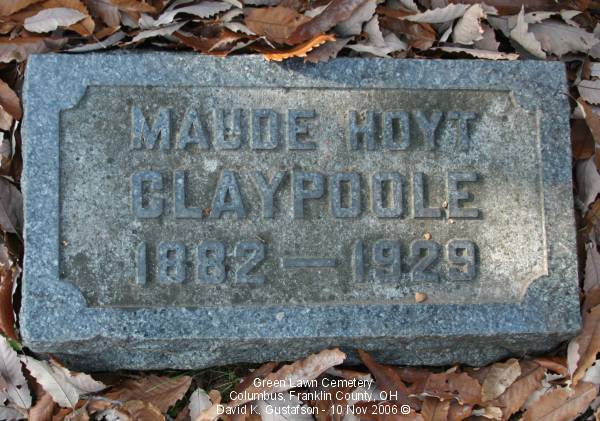 MAUDE HOYT
CLAYPOOLE
1882 — 1929
Green Lawn Cemetery
Columbus, Franklin County, OH
David K. Gustafson - 10 Nov 2006 ©